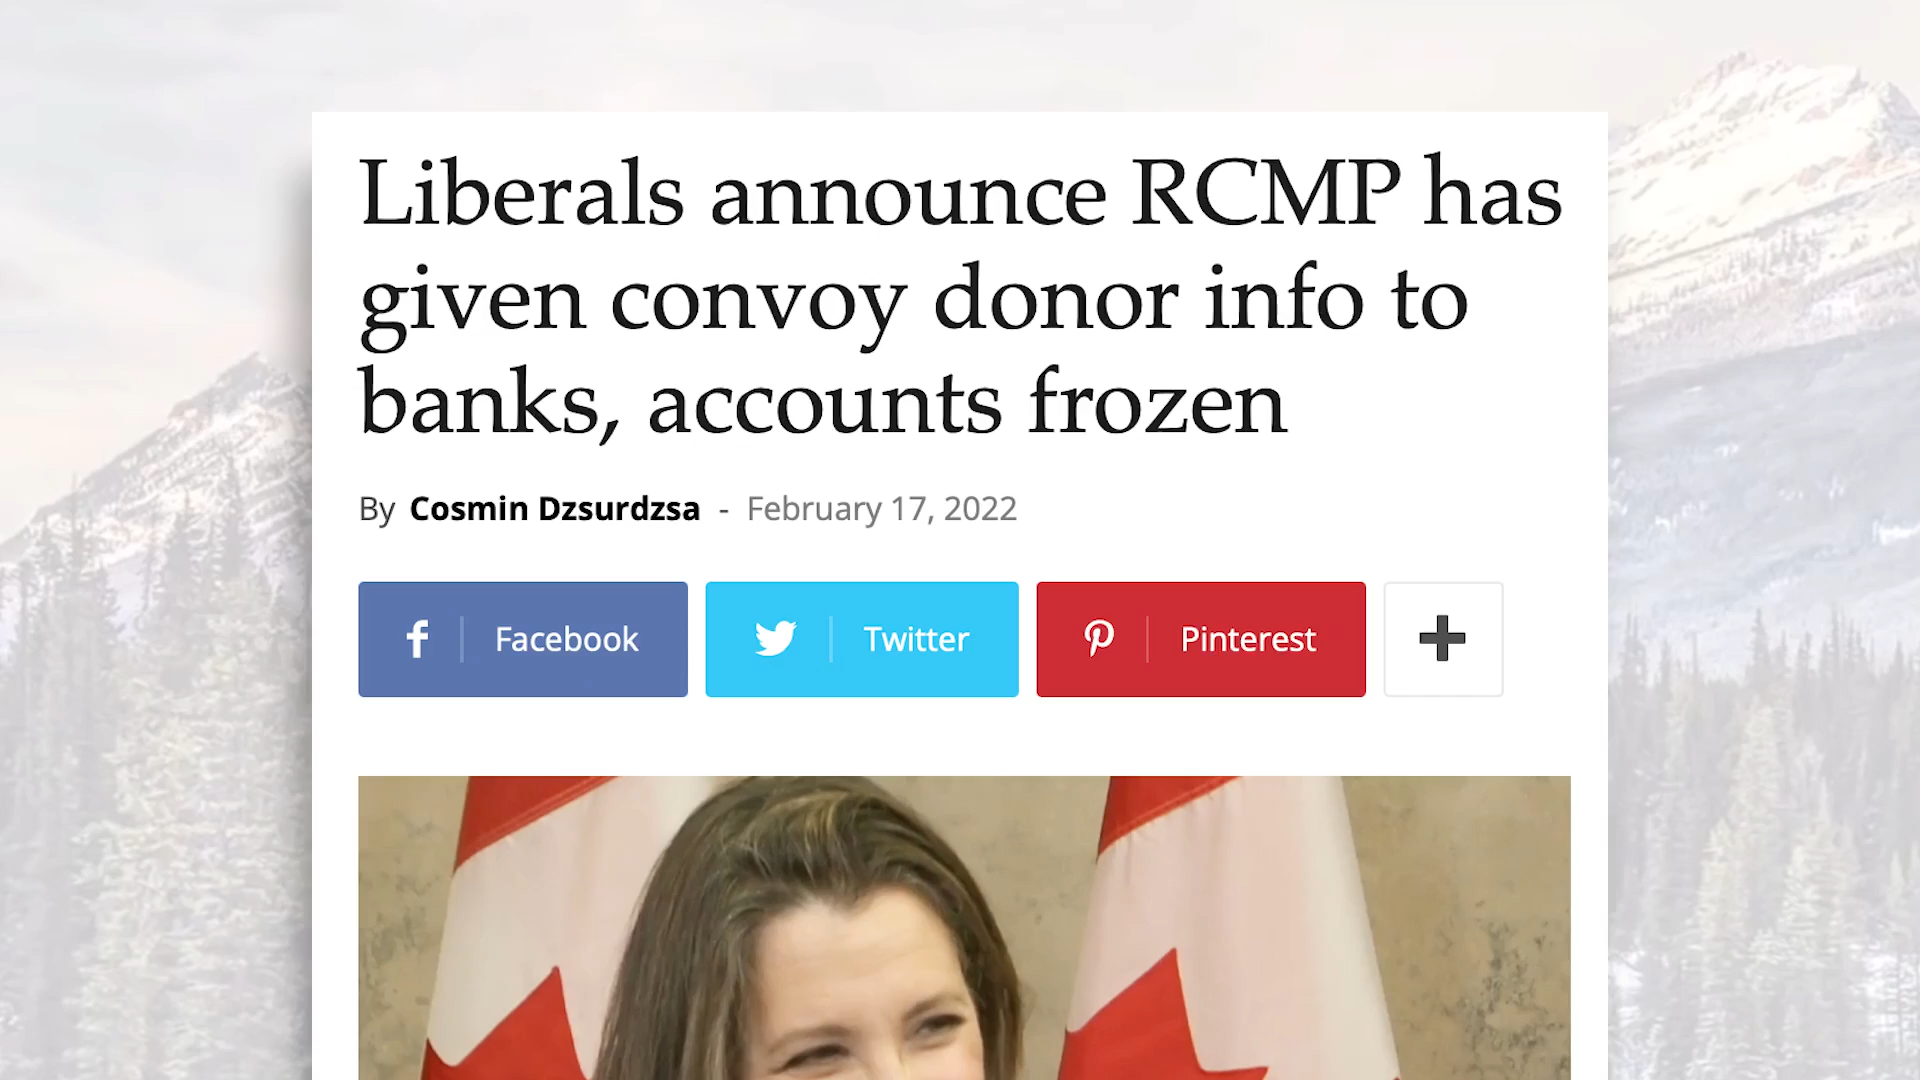 Liberals announce RCMP has
given convoy donor info to
banks, accounts frozen
By Cosmin Dzsurdzsa - February 17, 2022
Facebook Twitter Pinterest